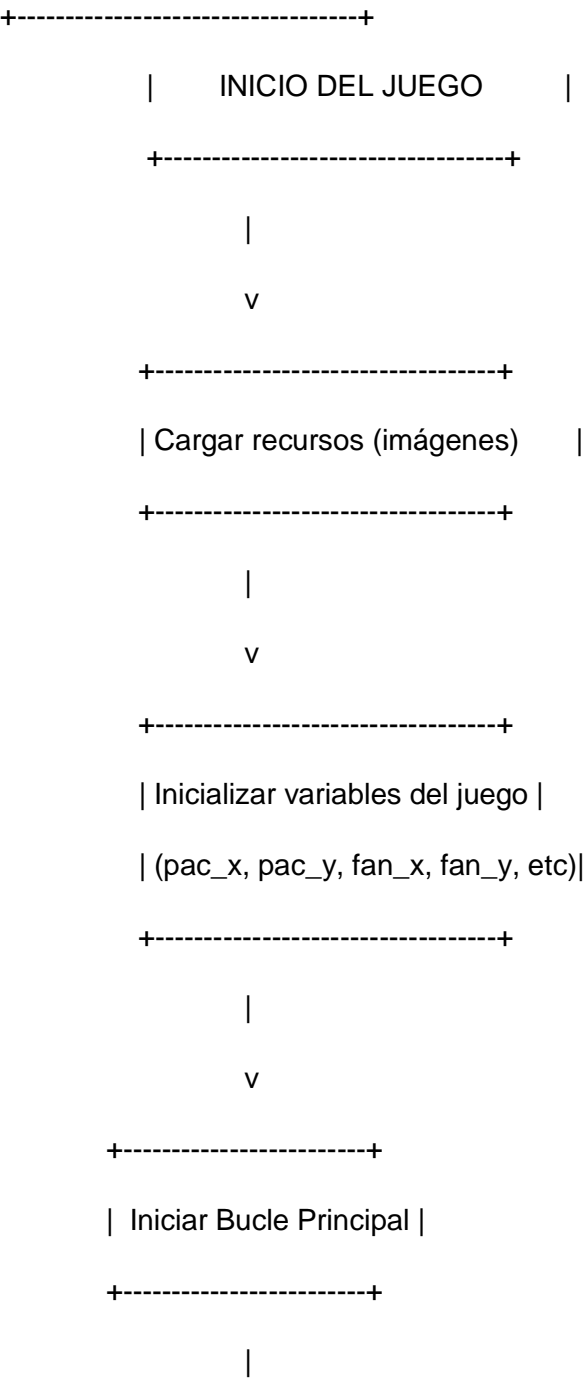 +-----------------------------------+
| INICIO DEL JUEGO |
+-----------------------------------+
|
v
+-----------------------------------+
| Cargar recursos (imágenes) |
+-----------------------------------+
|
v
+-----------------------------------+
| Inicializar variables del juego |
| (pac_x, pac_y, fan_x, fan_y, etc)|
+-----------------------------------+
|
v
+-------------------------+
| Iniciar Bucle Principal |
+-------------------------+
|